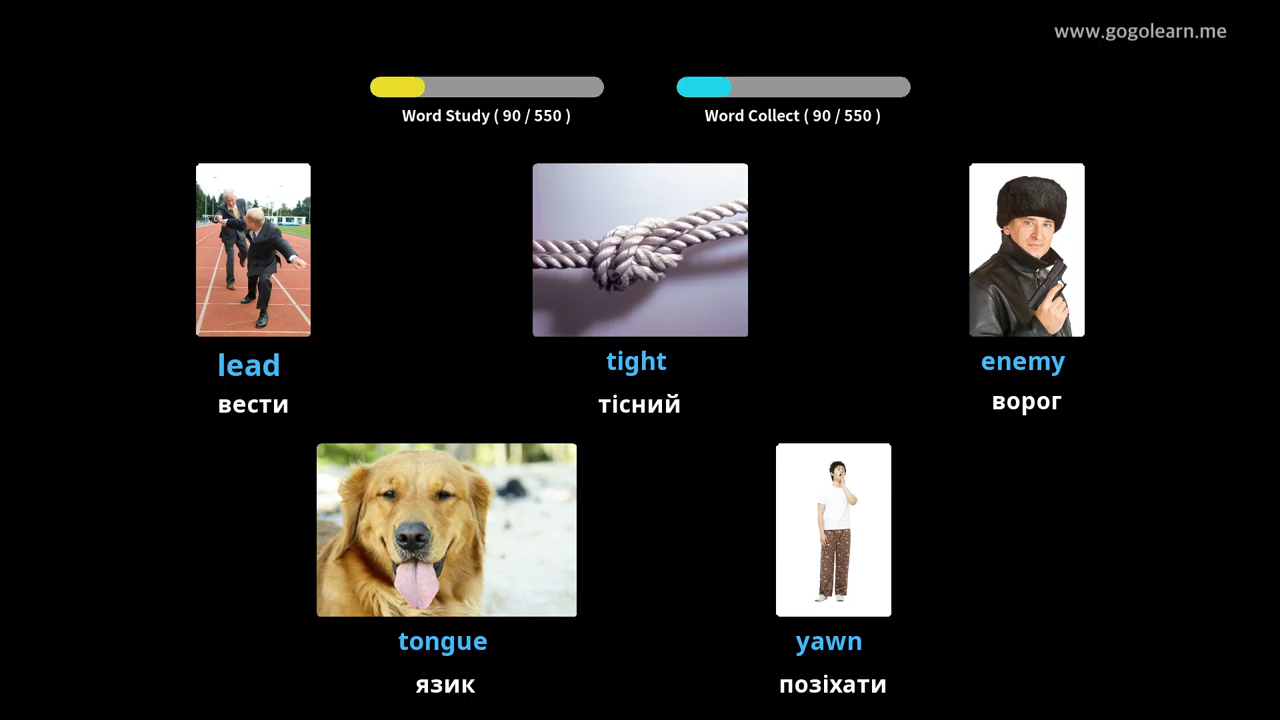 www.gogolearn.me
Word Study ( 90 / 550 )
Word Collect ( 90 / 550 )
lead
вести
tight
тісний
enemy
ворог
tongue
язик
yawn
позіхати